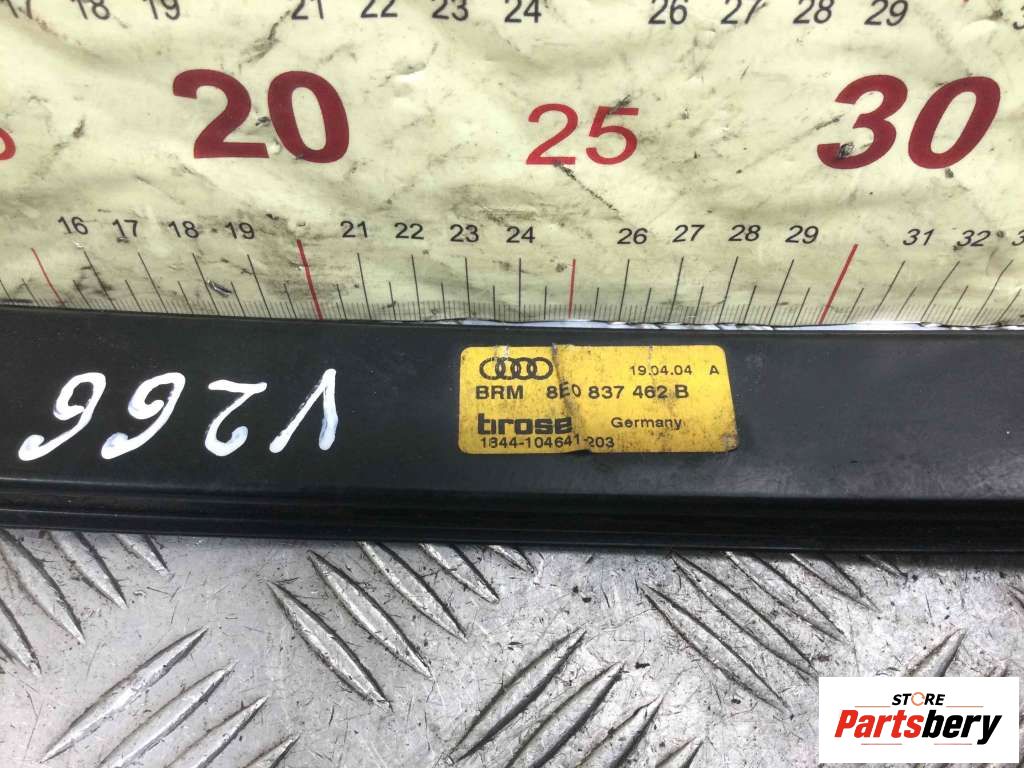 17 18 19 21 22 23 24 26 27 28 29
20 25 30
16 17 18 19 21 22 23 24 26 27 28 29 31 32
V266
19.04.04 A
BRM 8E0 837 462 B
brose Germany
1844-104641-203
STORE
Partsbery